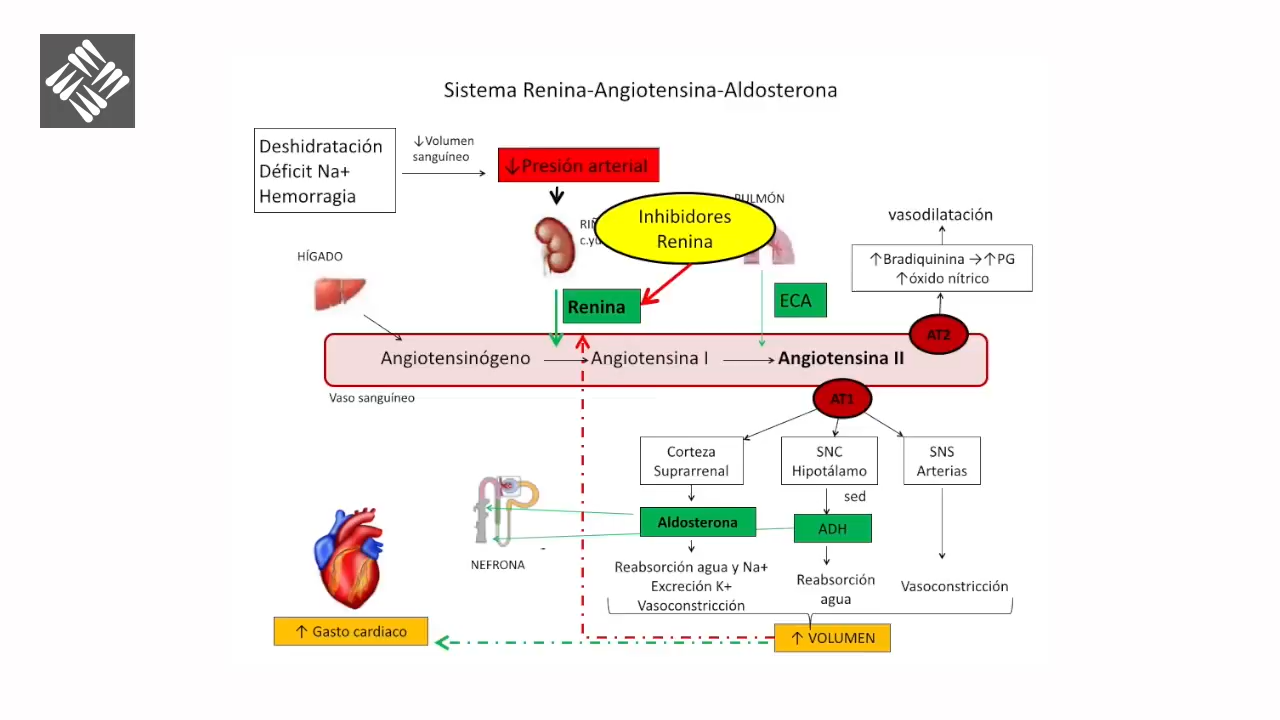 Sistema Renina-Angiotensina-Aldosterona
Deshidratación
Déficit Na+
Hemorragia
↓Volumen
sanguíneo
↓Presión arterial
PULMÓN
Inhibidores
Renina
HÍGADO
Renina
ECA
vasodilatación
↑Bradiquinina →↑PG
↑óxido nítrico
AT2
Angiotensinógeno
Angiotensina I
Angiotensina II
Vaso sanguíneo
AT1
Corteza
Suprarrenal
SNC
Hipotálamo
SNS
Arterias
sed
Aldosterona
ADH
NEFRONA
Reabsorción agua y Na+
Excreción K+
Vasoconstricción
Reabsorción
agua
Vasoconstricción
↑ Gasto cardiaco
↑ VOLUMEN